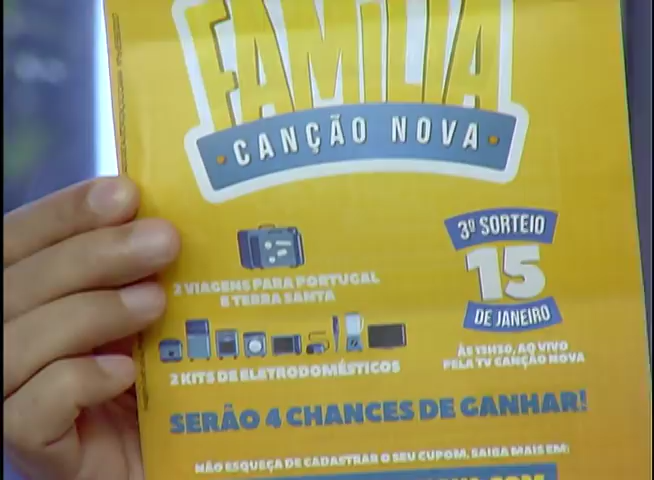 FAMÍLIA
CANÇÃO NOVA
2 VIAGENS PARA PORTUGAL
E TERRA SANTA
3º SORTEIO
15
DE JANEIRO
ÀS 15H30, AO VIVO
PELA TV CANÇÃO NOVA
2 KITS DE ELETRODOMÉSTICOS
SERÃO 4 CHANCES DE GANHAR!
NÃO ESQUEÇA DE CADASTRAR O SEU CUPOM, SAIBA MAIS EM: